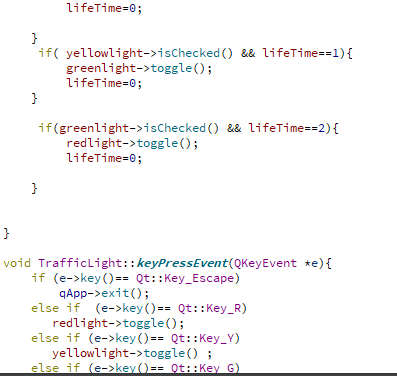 lifeTime=0;
}
if( yellowlight->isChecked() && lifeTime==1){
greenlight->toggle();
lifeTime=0;
}
if(greenlight->isChecked() && lifeTime==2){
redlight->toggle();
lifeTime=0;
}
}
void TrafficLight::keyPressEvent(QKeyEvent *e){
if (e->key()== Qt::Key_Escape)
qApp->exit();
else if  (e->key()== Qt::Key_R)
redlight->toggle();
else if (e->key()== Qt::Key_Y)
yellowlight->toggle() ;
else if (e->key()== Qt::Key_G)